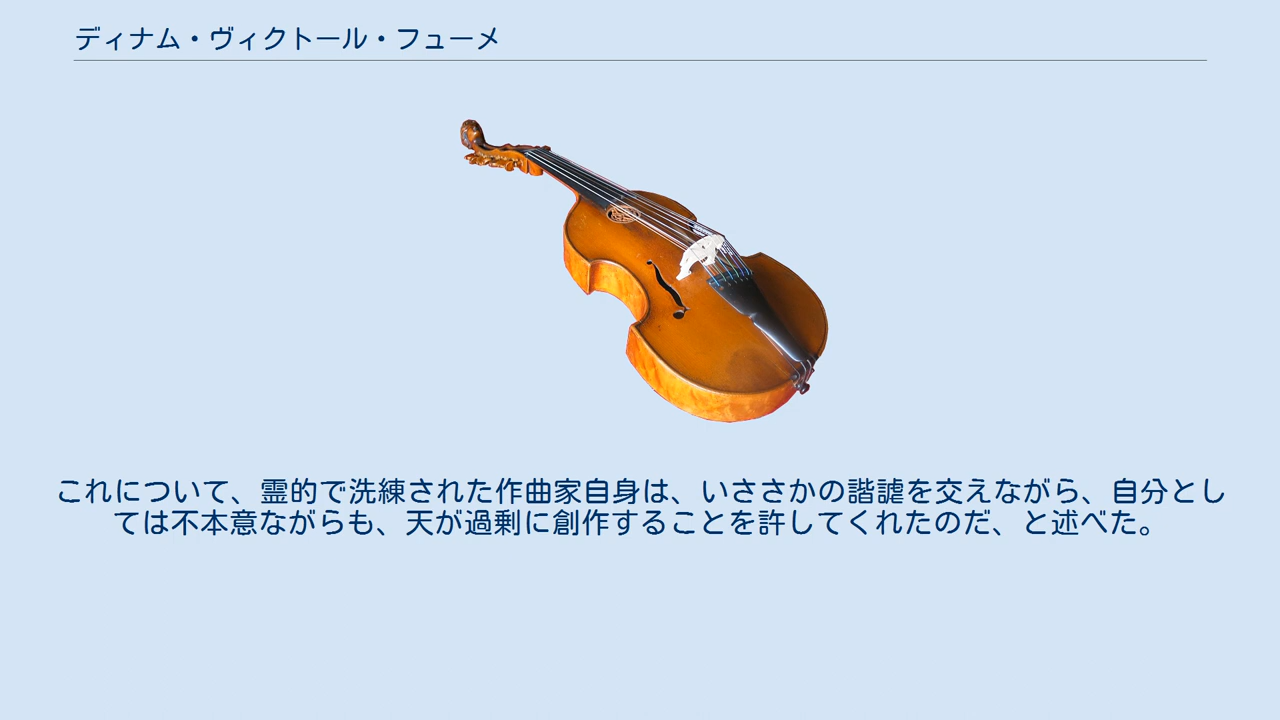 ディナム・ヴィクトール・フューメ
これについて、霊的で洗練された作曲家自身は、いささかの諧謔を交えながら、自分とし
ては不本意ながらも、天が過剰に創作することを許してくれたのだ、と述べた。